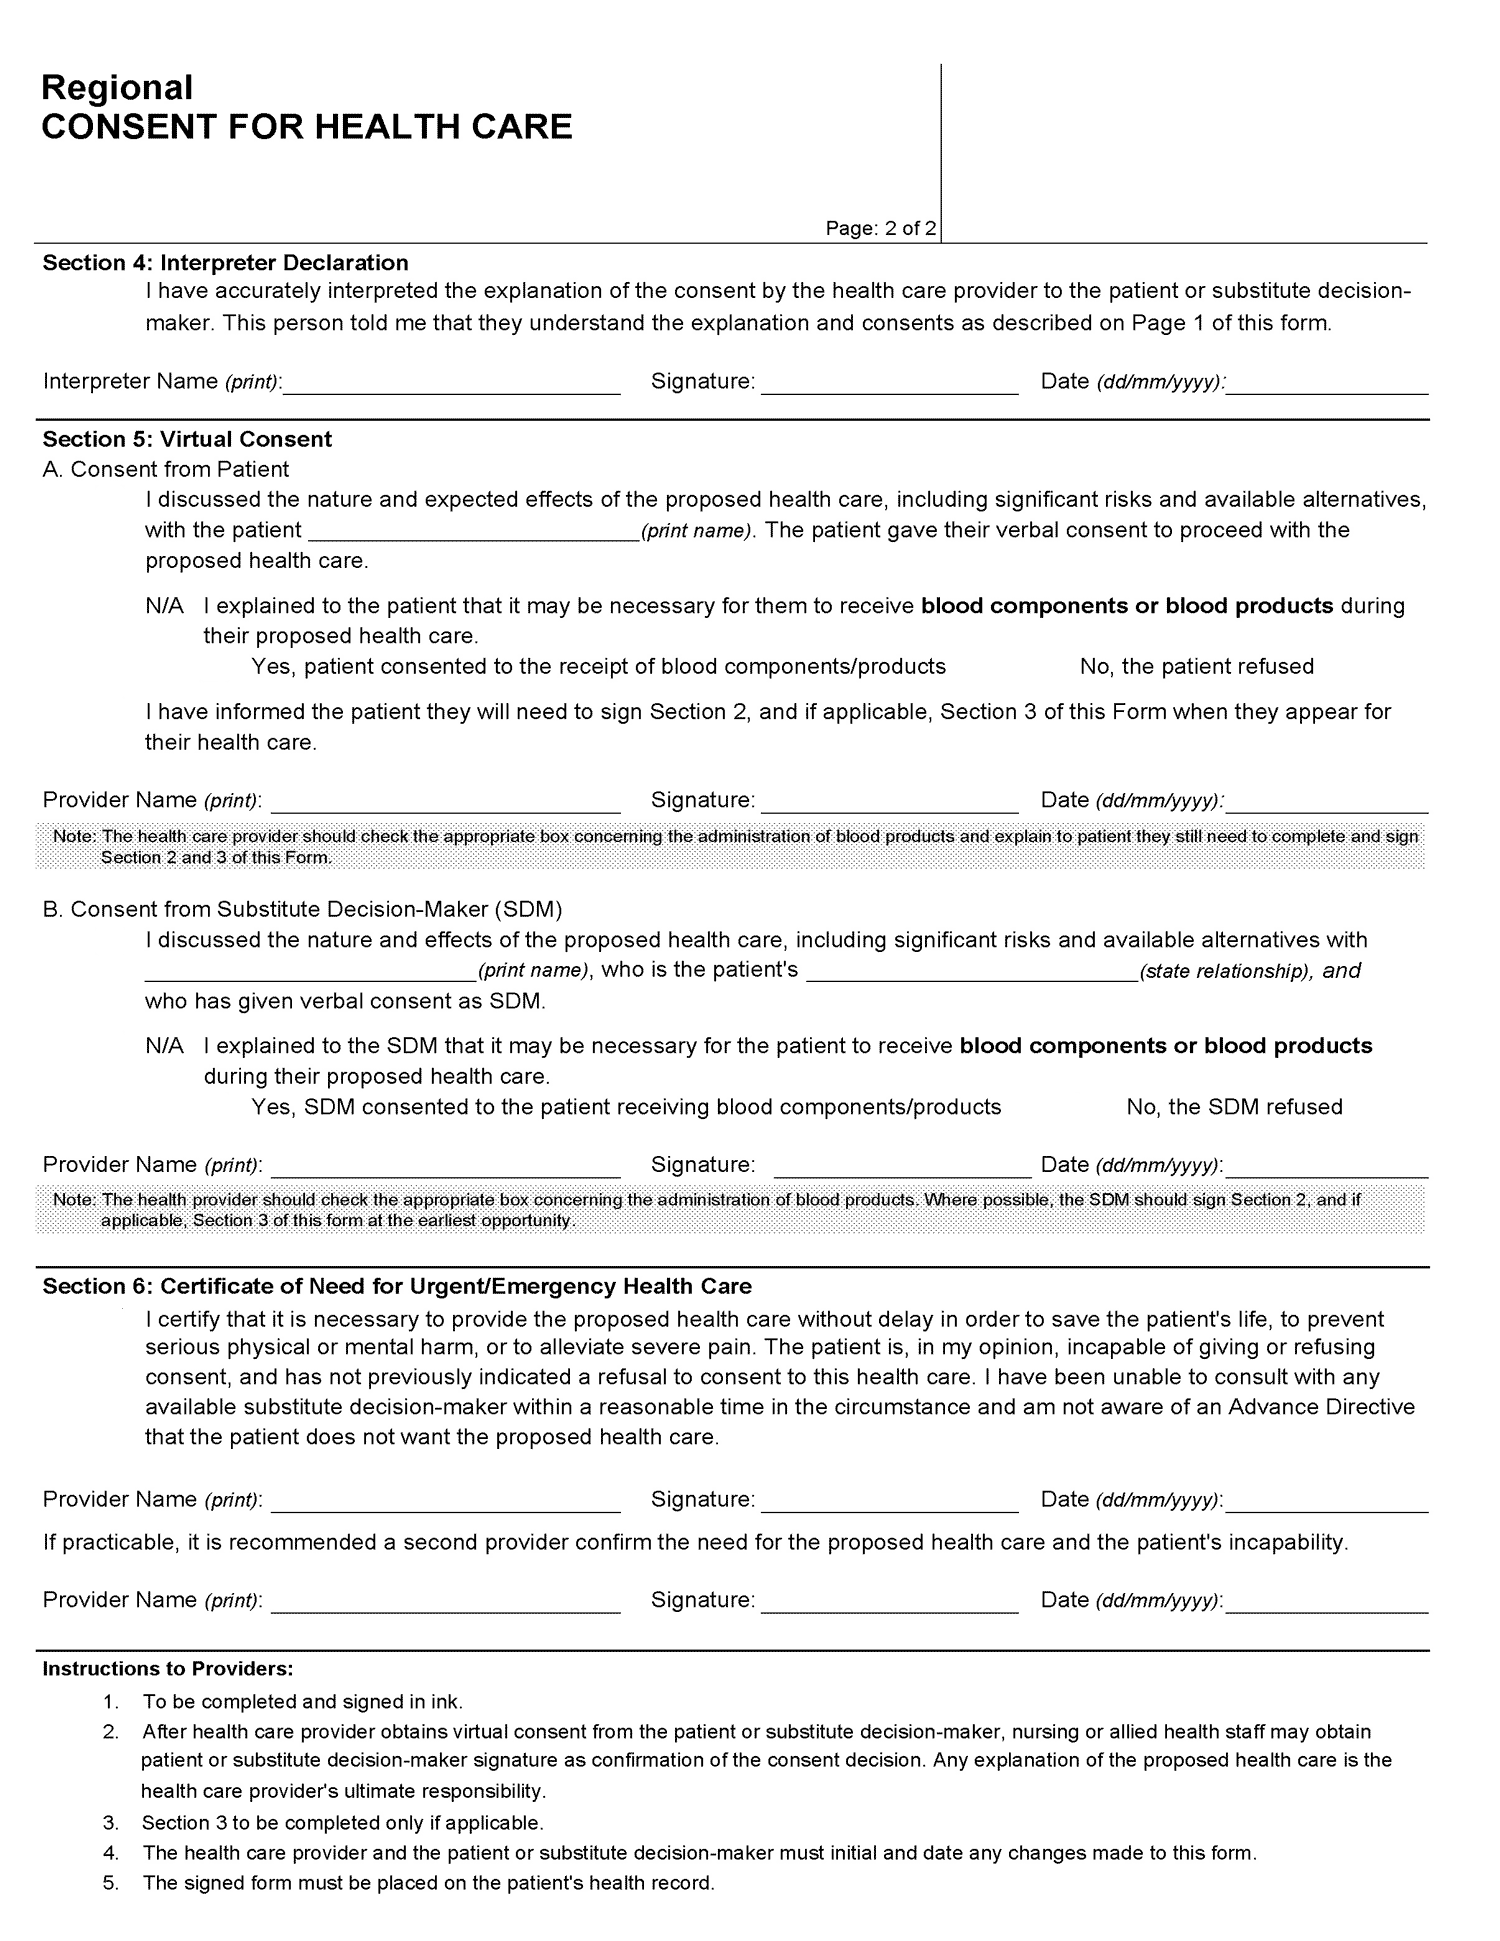 Regional
CONSENT FOR HEALTH CARE
Page: 2 of 2
Section 4: Interpreter Declaration
I have accurately interpreted the explanation of the consent by the health care provider to the patient or substitute decision-
maker. This person told me that they understand the explanation and consents as described on Page 1 of this form.
Interpreter Name (print): Signature: Date (dd/mm/yyyy):
Section 5: Virtual Consent
A. Consent from Patient
I discussed the nature and expected effects of the proposed health care, including significant risks and available alternatives,
with the patient (print name). The patient gave their verbal consent to proceed with the
proposed health care.
N/A I explained to the patient that it may be necessary for them to receive blood components or blood products during
their proposed health care.
Yes, patient consented to the receipt of blood components/products No, the patient refused
I have informed the patient they will need to sign Section 2, and if applicable, Section 3 of this Form when they appear for
their health care.
Provider Name (print): Signature: Date (dd/mm/yyyy):
Note: The health care provider should check the appropriate box concerning the administration of blood products and explain to patient they still need to complete and sign
Section 2 and 3 of this Form.
B. Consent from Substitute Decision-Maker (SDM)
I discussed the nature and effects of the proposed health care, including significant risks and available alternatives with
(print name), who is the patient's (state relationship), and
who has given verbal consent as SDM.
N/A I explained to the SDM that it may be necessary for the patient to receive blood components or blood products
during their proposed health care.
Yes, SDM consented to the patient receiving blood components/products No, the SDM refused
Provider Name (print): Signature: Date (dd/mm/yyyy):
Note: The health provider should check the appropriate box concerning the administration of blood products. Where possible, the SDM should sign Section 2, and if
applicable, Section 3 of this form at the earliest opportunity.
Section 6: Certificate of Need for Urgent/Emergency Health Care
I certify that it is necessary to provide the proposed health care without delay in order to save the patient's life, to prevent
serious physical or mental harm, or to alleviate severe pain. The patient is, in my opinion, incapable of giving or refusing
consent, and has not previously indicated a refusal to consent to this health care. I have been unable to consult with any
available substitute decision-maker within a reasonable time in the circumstance and am not aware of an Advance Directive
that the patient does not want the proposed health care.
Provider Name (print): Signature: Date (dd/mm/yyyy):
If practicable, it is recommended a second provider confirm the need for the proposed health care and the patient's incapability.
Provider Name (print): Signature: Date (dd/mm/yyyy):
Instructions to Providers:
1. To be completed and signed in ink.
2. After health care provider obtains virtual consent from the patient or substitute decision-maker, nursing or allied health staff may obtain
patient or substitute decision-maker signature as confirmation of the consent decision. Any explanation of the proposed health care is the
health care provider's ultimate responsibility.
3. Section 3 to be completed only if applicable.
4. The health care provider and the patient or substitute decision-maker must initial and date any changes made to this form.
5. The signed form must be placed on the patient's health record.